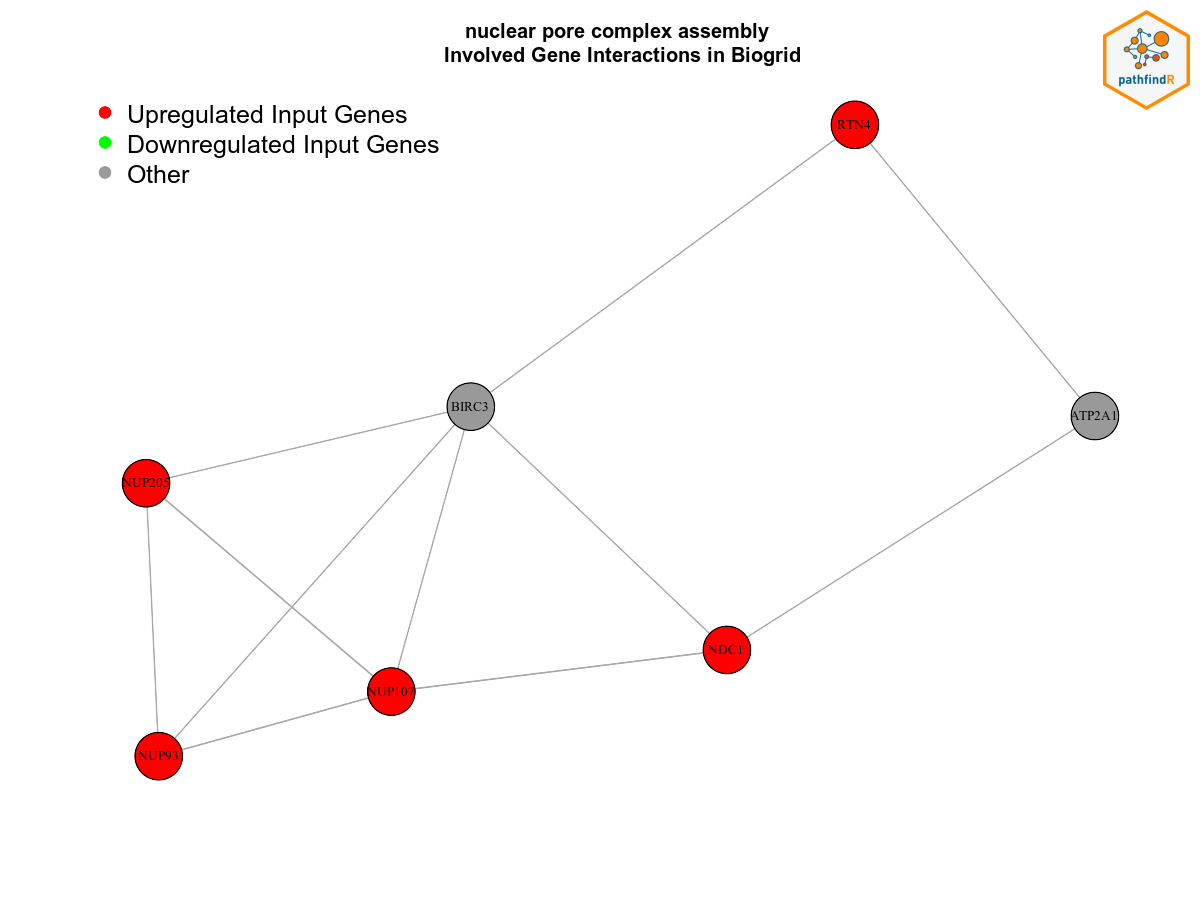 nuclear pore complex assembly
Involved Gene Interactions in Biogrid
pathfindR
Upregulated Input Genes
Downregulated Input Genes
Other
RTN4
BIRC3
ATP2A1
NUP205
NDC1
NUP107
NUP93